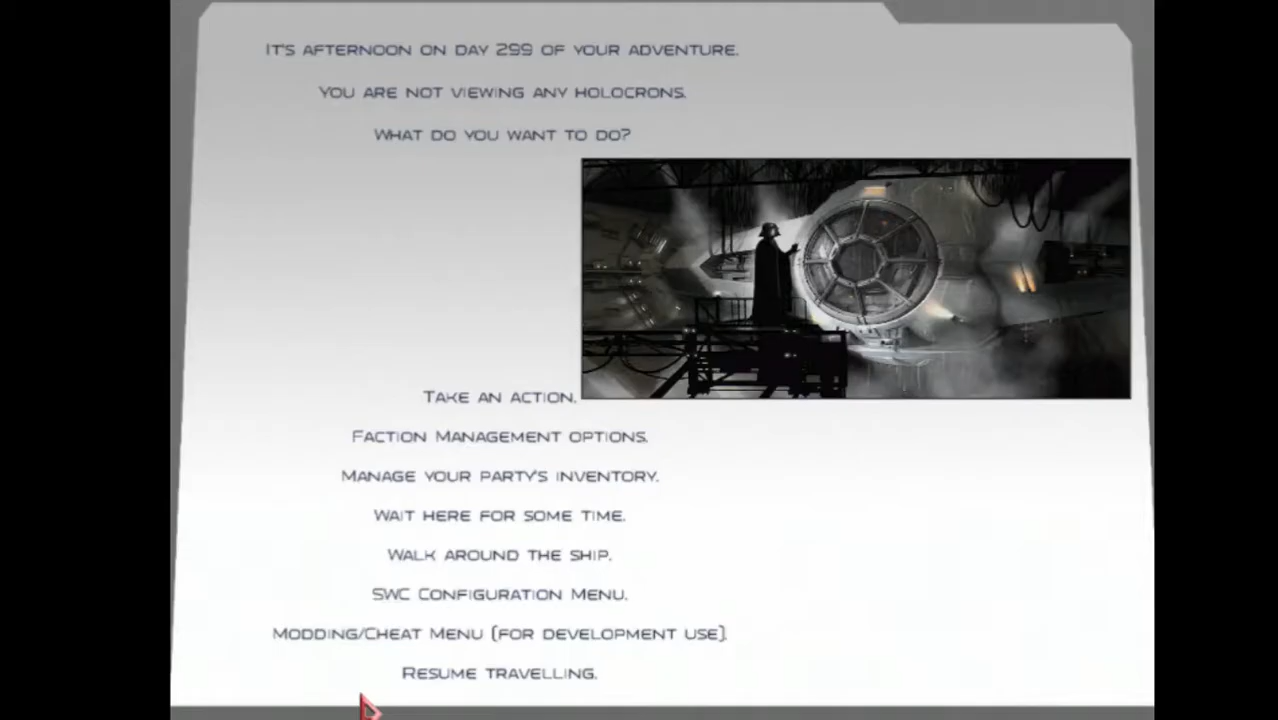 It's afternoon on day 299 of your adventure.
You are not viewing any holocrons.
What do you want to do?
Take an action.
Faction Management options.
Manage your party's inventory.
Wait here for some time.
Walk around the ship.
SWC Configuration Menu.
Modding/Cheat Menu (for development use).
Resume travelling.